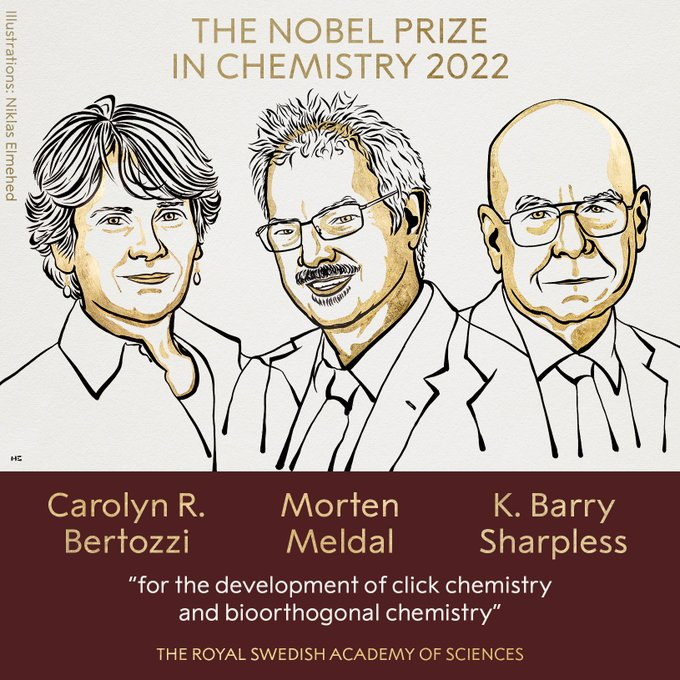 Illustrations: Niklas Elmehed
THE NOBEL PRIZE
IN CHEMISTRY 2022
Carolyn R.
Bertozzi
Morten
Meldal
K. Barry
Sharpless
“for the development of click chemistry
and bioorthogonal chemistry”
THE ROYAL SWEDISH ACADEMY OF SCIENCES